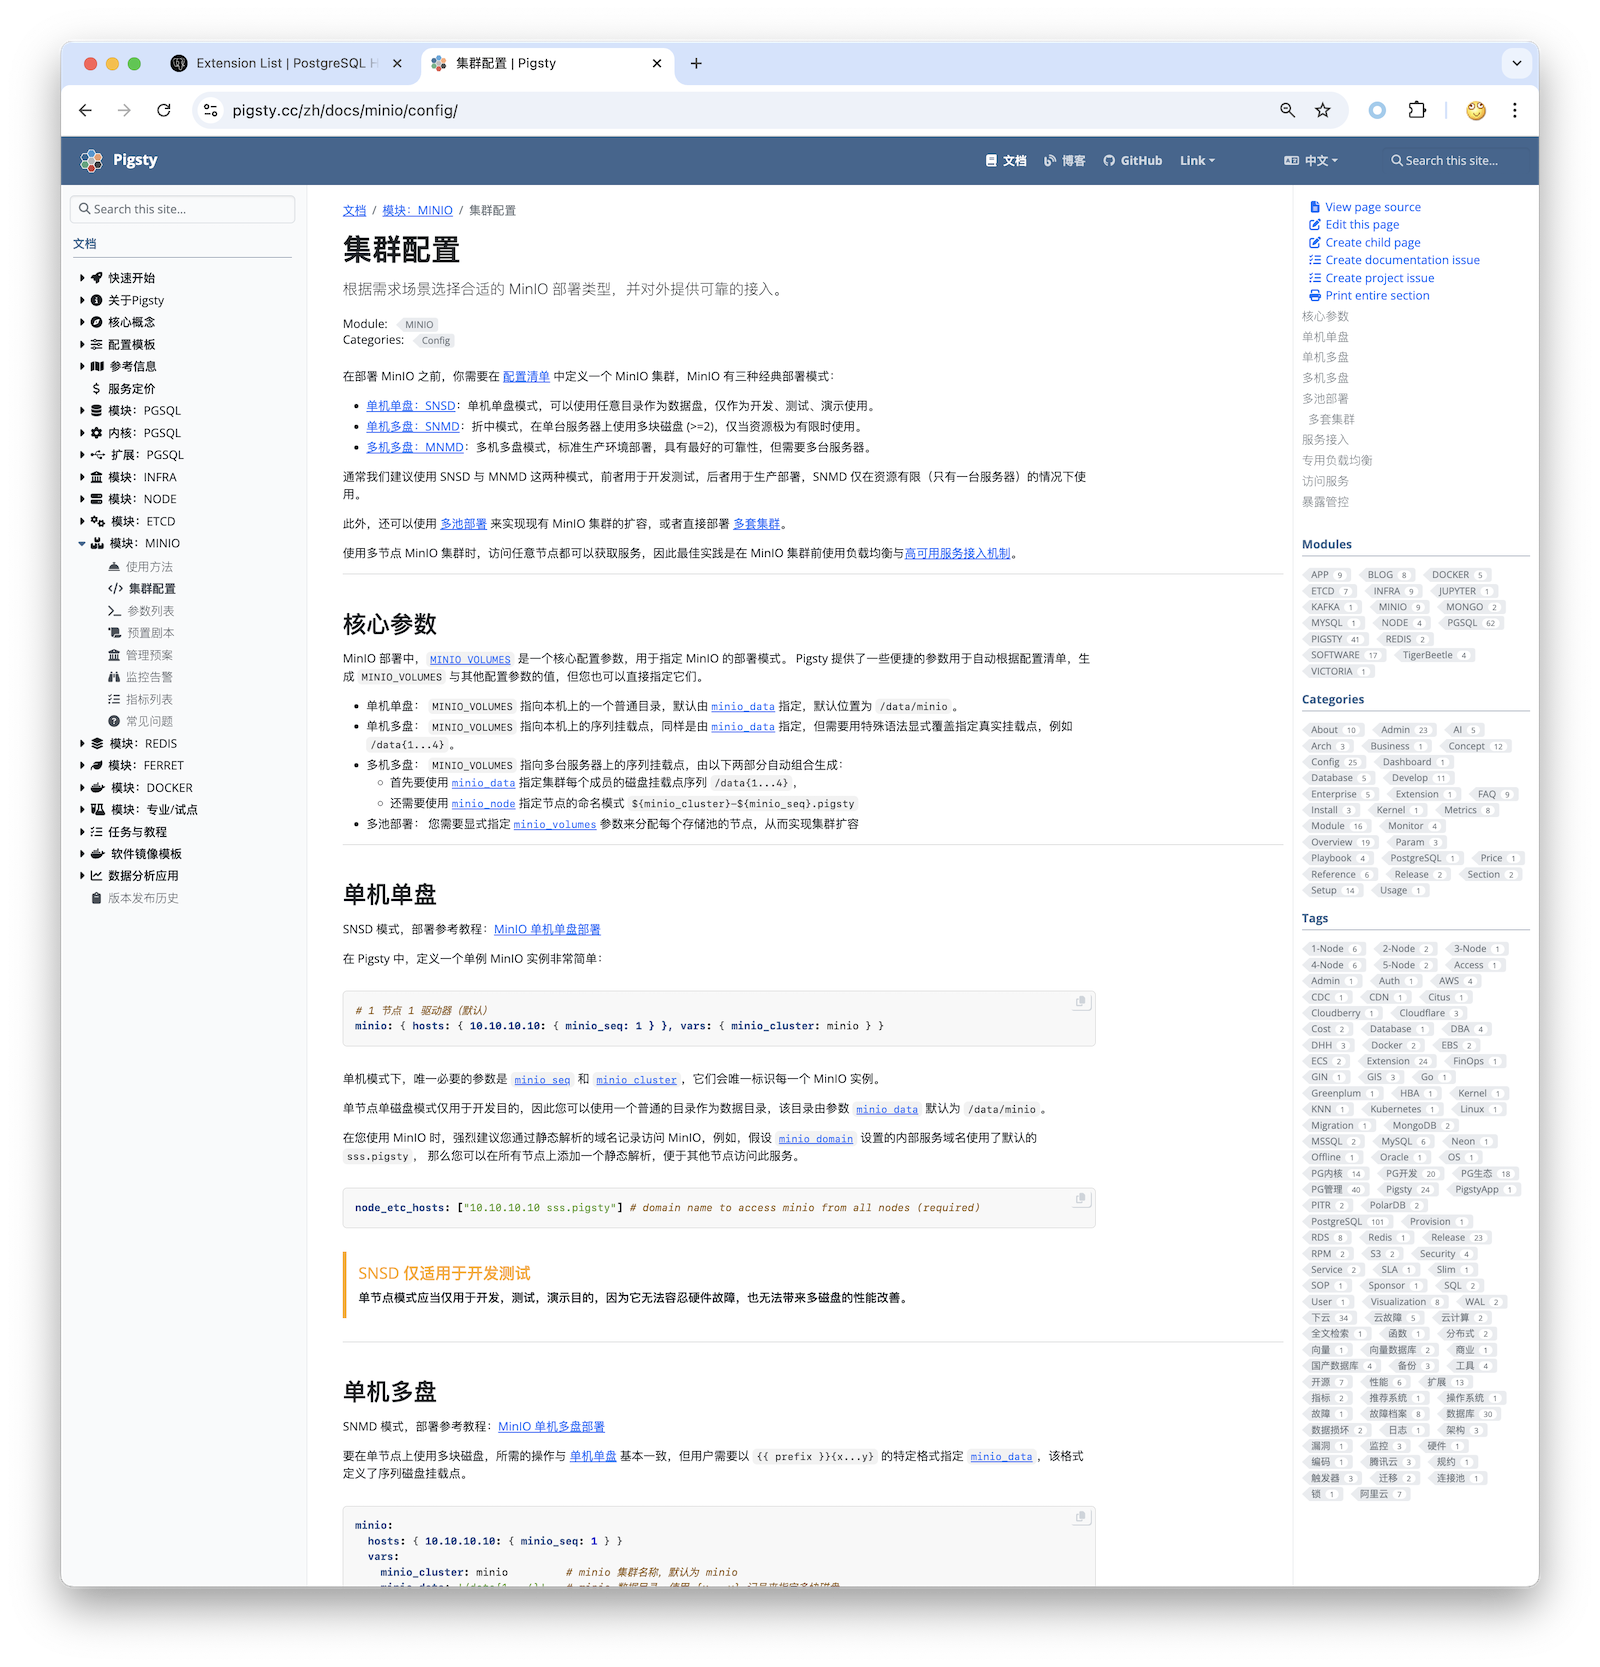 Extension List | PostgreSQL H
集群配置 | Pigsty
pigsty.cc/zh/docs/minio/config/
Pigsty
文档 博客 GitHub Link 中文 Search this site...
Search this site...
文档
快速开始
关于Pigsty
核心概念
配置模板
参考信息
服务定价
模块：PGSQL
内核：PGSQL
扩展：PGSQL
模块：INFRA
模块：NODE
模块：ETCD
模块：MINIO
使用方法
集群配置
参数列表
预置剧本
管理预案
监控告警
指标列表
常见问题
模块：REDIS
模块：FERRET
模块：DOCKER
模块：专业/试点
任务与教程
软件镜像模板
数据分析应用
版本发布历史
文档 / 模块：MINIO / 集群配置
集群配置
根据需求场景选择合适的 MinIO 部署类型，并对外提供可靠的接入。
Module: MINIO
Categories: Config
在部署 MinIO 之前，你需要在 配置清单 中定义一个 MinIO 集群，MinIO 有三种经典部署模式：
单机单盘：SNSD：单机单盘模式，可以使用任意目录作为数据盘，仅作为开发、测试、演示使用。
单机多盘：SNMD：折中模式，在单台服务器上使用多块磁盘 (>=2)，仅当资源极为有限时使用。
多机多盘：MNMD：多机多盘模式，标准生产环境部署，具有最好的可靠性，但需要多台服务器。
通常我们建议使用 SNSD 与 MNMD 这两种模式，前者用于开发测试，后者用于生产部署，SNMD 仅在资源有限（只有一台服务器）的情况下使
用。
此外，还可以使用 多池部署 来实现现有 MinIO 集群的扩容，或者直接部署 多套集群。
使用多节点 MinIO 集群时，访问任意节点都可以获取服务，因此最佳实践是在 MinIO 集群前使用负载均衡与高可用服务接入机制。
核心参数
MinIO 部署中， MINIO_VOLUMES 是一个核心配置参数，用于指定 MinIO 的部署模式。 Pigsty 提供了一些便捷的参数用于自动根据配置清单，生
成 MINIO_VOLUMES 与其他配置参数的值，但您也可以直接指定它们。
单机单盘： MINIO_VOLUMES 指向本机上的一个普通目录，默认由 minio_data 指定，默认位置为 /data/minio 。
单机多盘： MINIO_VOLUMES 指向本机上的序列挂载点，同样是由 minio_data 指定，但需要用特殊语法显式覆盖指定真实挂载点，例如
/data{1...4} 。
多机多盘： MINIO_VOLUMES 指向多台服务器上的序列挂载点，由以下两部分自动组合生成：
首先要使用 minio_data 指定集群每个成员的磁盘挂载点序列 /data{1...4} ，
还需要使用 minio_node 指定节点的命名模式 ${minio_cluster}-${minio_seq}.pigsty
多池部署： 您需要显式指定 minio_volumes 参数来分配每个存储池的节点，从而实现集群扩容
单机单盘
SNSD 模式，部署参考教程：MinIO 单机单盘部署
在 Pigsty 中，定义一个单例 MinIO 实例非常简单：
# 1 节点 1 驱动器（默认）
minio: { hosts: { 10.10.10.10: { minio_seq: 1 } }, vars: { minio_cluster: minio } }
单机模式下，唯一必要的参数是 minio_seq 和 minio_cluster ，它们会唯一标识每一个 MinIO 实例。
单节点单磁盘模式仅用于开发目的，因此您可以使用一个普通的目录作为数据目录，该目录由参数 minio_data 默认为 /data/minio 。
在您使用 MinIO 时，强烈建议您通过静态解析的域名记录访问 MinIO，例如，假设 minio_domain 设置的内部服务域名使用了默认的
sss.pigsty ， 那么您可以在所有节点上添加一个静态解析，便于其他节点访问此服务。
node_etc_hosts: ["10.10.10.10 sss.pigsty"] # domain name to access minio from all nodes (required)
SNSD 仅适用于开发测试
单节点模式应当仅用于开发，测试，演示目的，因为它无法容忍硬件故障，也无法带来多磁盘的性能改善。
单机多盘
SNMD 模式，部署参考教程：MinIO 单机多盘部署
要在单节点上使用多块磁盘，所需的操作与 单机单盘 基本一致，但用户需要以 {{ prefix }}{x...y} 的特定格式指定 minio_data ，该格式
定义了序列磁盘挂载点。
minio:
hosts: { 10.10.10.10: { minio_seq: 1 } }
vars:
minio_cluster: minio # minio 集群名称，默认为 minio
View page source
Edit this page
Create child page
Create documentation issue
Create project issue
Print entire section
核心参数
单机单盘
单机多盘
多机多盘
多池部署
多套集群
服务接入
专用负载均衡
访问服务
暴露管控
Modules
APP 9 BLOG 8 DOCKER 5
ETCD 7 INFRA 9 JUPYTER 1
KAFKA 1 MINIO 9 MONGO 2
MYSQL 1 NODE 4 PGSQL 62
PIGSTY 41 REDIS 2
SOFTWARE 17 TigerBeetle 4
VICTORIA 1
Categories
About 10 Admin 23 AI 5
Arch 3 Business 1 Concept 12
Config 25 Dashboard 1
Database 5 Develop 11
Enterprise 5 Extension 1 FAQ 9
Install 3 Kernel 1 Metrics 8
Module 16 Monitor 4
Overview 19 Param 3
Playbook 4 PostgreSQL 1 Price 1
Reference 6 Release 2 Section 2
Setup 14 Usage 1
Tags
1-Node 6 2-Node 2 3-Node 1
4-Node 6 5-Node 2 Access 1
Admin 1 Auth 1 AWS 4
CDC 1 CDN 1 Citus 1
Cloudberry 1 Cloudflare 3
Cost 2 Database 1 DBA 4
DHH 3 Docker 2 EBS 2
ECS 2 Extension 24 FinOps 1
GIN 1 GIS 3 Go 1
Greenplum 1 HBA 1 Kernel 1
KNN 1 Kubernetes 1 Linux 1
Migration 1 MongoDB 2
MSSQL 2 MySQL 6 Neon 1
Offline 1 Oracle 1 OS 1
PG内核 14 PG开发 20 PG生态 18
PG管理 40 Pigsty 24 PigstyApp 1
PITR 2 PolarDB 2
PostgreSQL 101 Provision 1
RDS 8 Redis 1 Release 23
RPM 2 S3 2 Security 4
Service 2 SLA 1 Slim 1
SOP 1 Sponsor 1 SQL 2
User 1 Visualization 8 WAL 2
下云 34 云故障 5 云计算 2
全文检索 1 函数 1 分布式 2
向量 1 向量数据库 2 商业 1
国产数据库 4 备份 3 工具 4
开源 7 性能 6 扩展 13
指标 2 推荐系统 1 操作系统 1
故障 1 故障档案 8 数据库 30
数据损坏 2 日志 1 架构 3
漏洞 1 监控 3 硬件 1
编码 1 腾讯云 3 规约 1
触发器 3 迁移 2 连接池 1
锁 1 阿里云 7